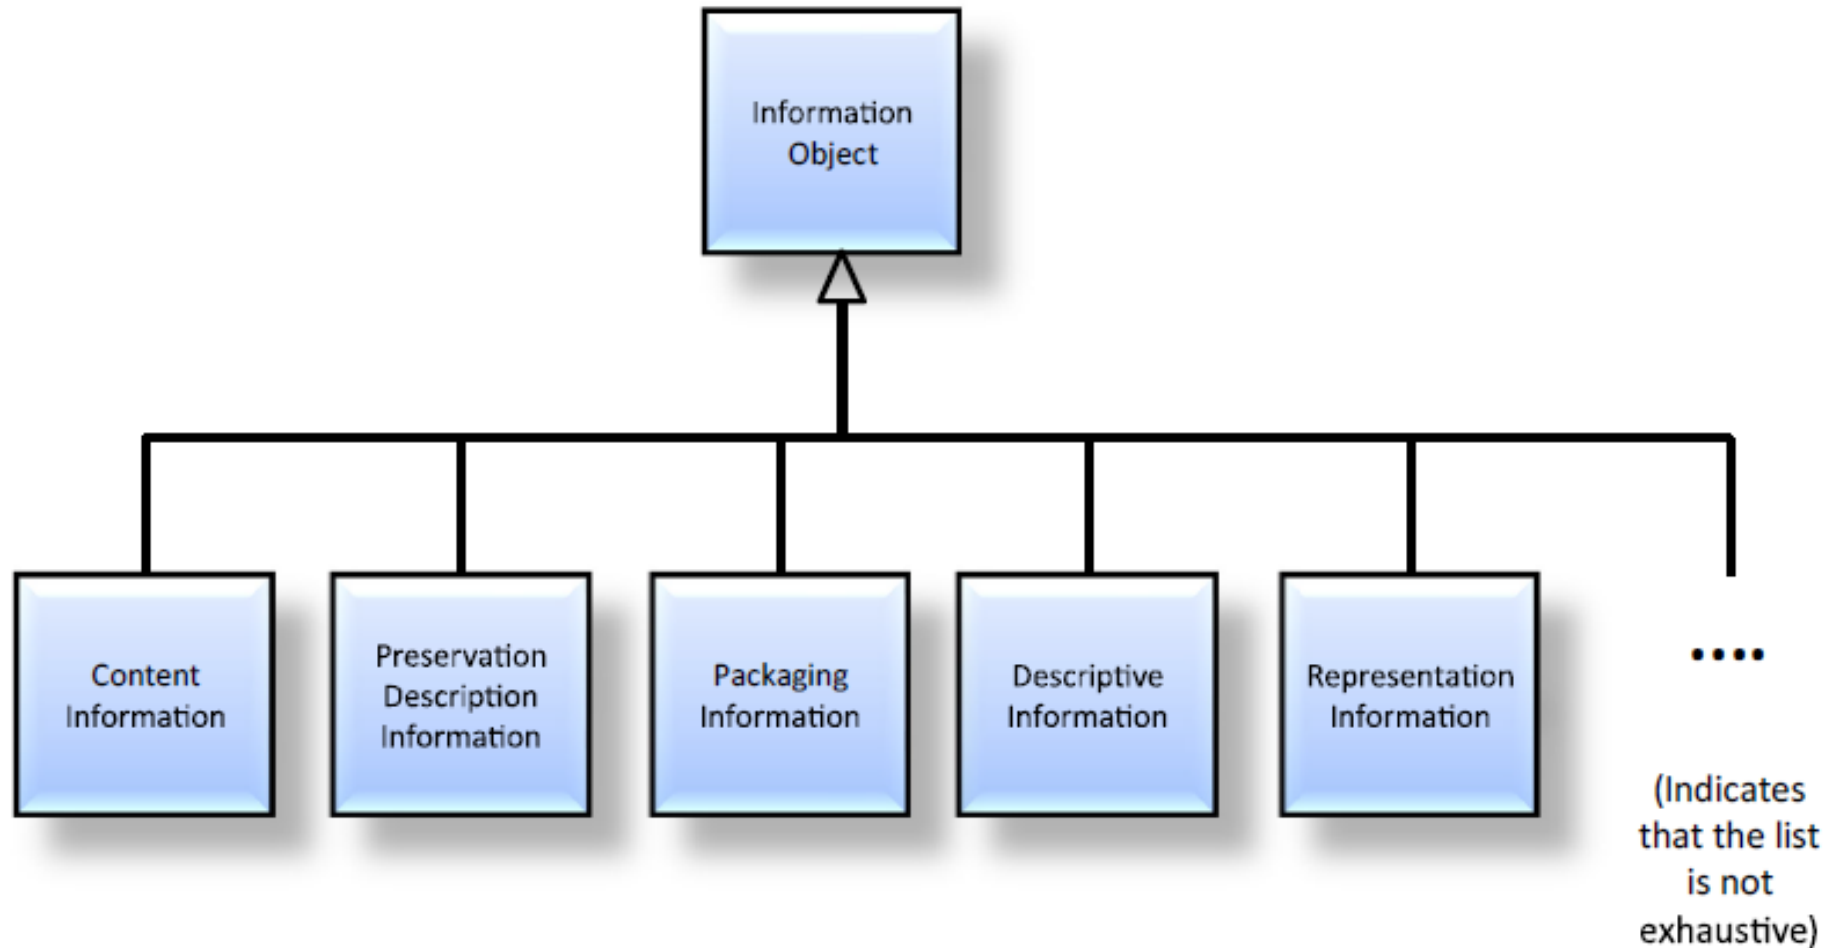 Information
Object
Content
Information
Preservation
Description
Information
Packaging
Information
Descriptive
Information
Representation
Information
....
(Indicates
that the list
is not
exhaustive)